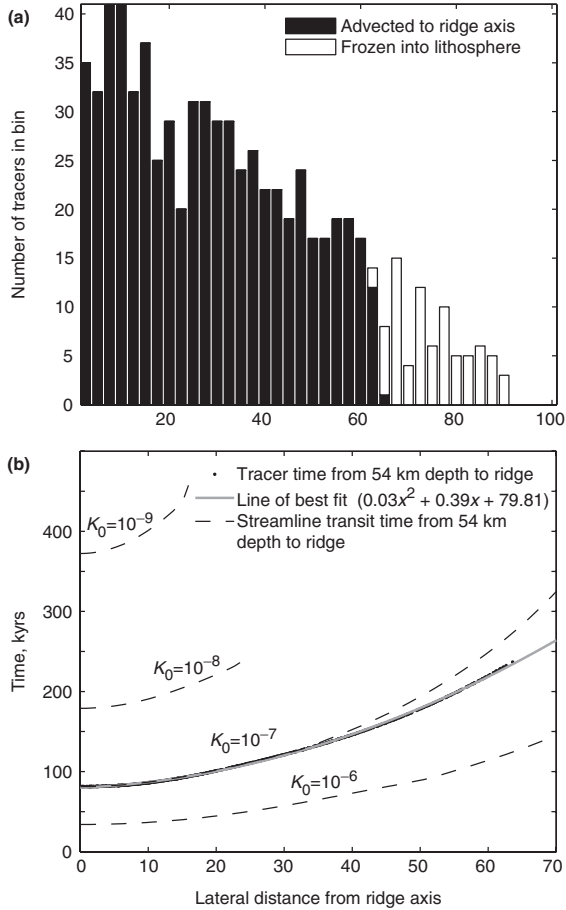 (a)
Advected to ridge axis
Frozen into lithosphere
Number of tracers in bin
40
35
30
25
20
15
10
5
0
20 40 60 80 100
(b)
Tracer time from 54 km depth to ridge
Line of best fit (0.03x² + 0.39x + 79.81)
Streamline transit time from 54 km
depth to ridge
K₀=10⁻⁹
K₀=10⁻⁸
K₀=10⁻⁷
K₀=10⁻⁶
Time, kyrs
400
300
200
100
0
0 10 20 30 40 50 60 70
Lateral distance from ridge axis